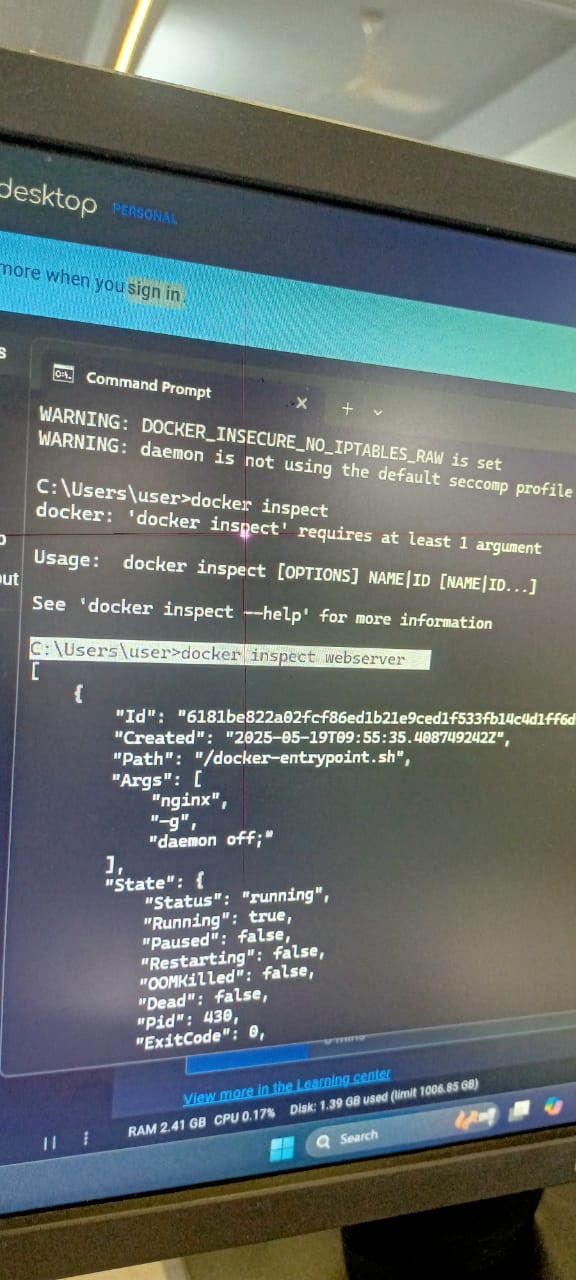 desktop PERSONAL
more when you sign in
s
Command Prompt
WARNING: DOCKER_INSECURE_NO_IPTABLES_RAW is set
WARNING: daemon is not using the default seccomp profile
C:\Users\user>docker inspect
docker: 'docker inspect' requires at least 1 argument
out
Usage:  docker inspect [OPTIONS] NAME|ID [NAME|ID...]
See 'docker inspect --help' for more information
C:\Users\user>docker inspect webserver
[
{
"Id": "6181be822a02fcf86ed1b21e9ced1f533fb14c4d1ff6d
"Created": "2025-05-19T09:55:35.408749242Z",
"Path": "/docker-entrypoint.sh",
"Args": [
"nginx",
"-g",
"daemon off;"
],
"State": {
"Status": "running",
"Running": true,
"Paused": false,
"Restarting": false,
"OOMKilled": false,
"Dead": false,
"Pid": 430,
"ExitCode": 0,
View more in the Learning center
RAM 2.41 GB CPU 0.17% Disk: 1.39 GB used (limit 1006.85 GB)
Search